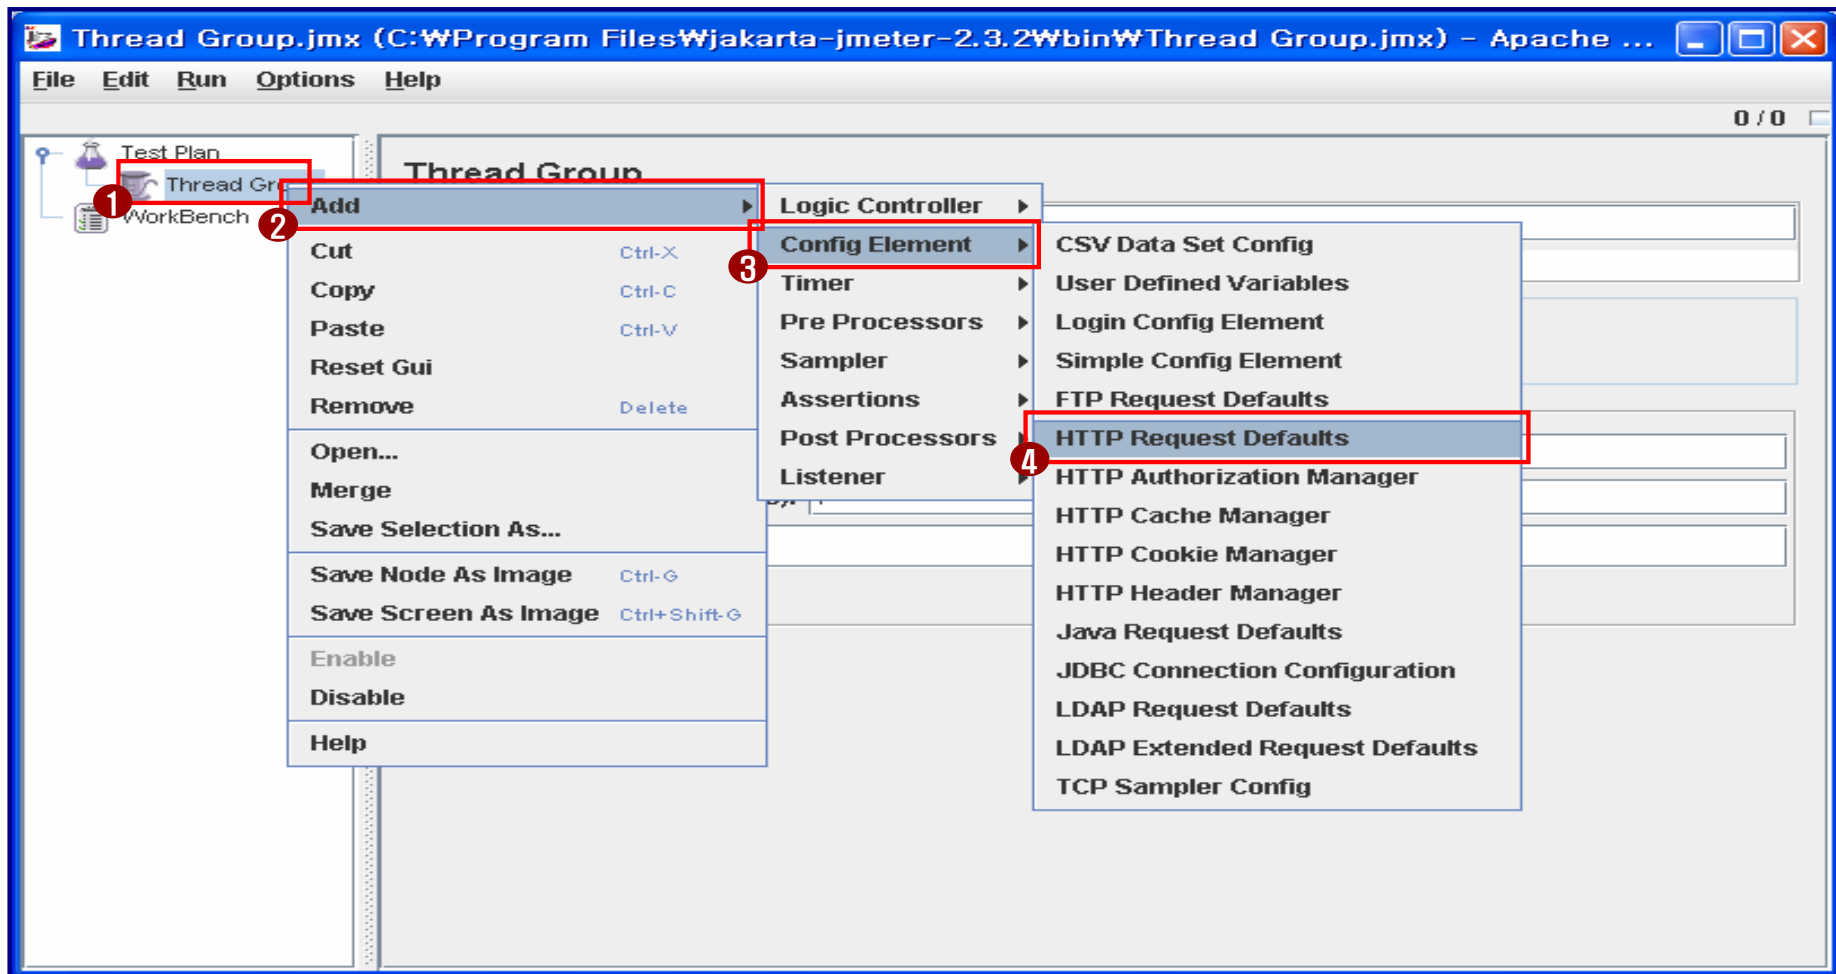 Thread Group.jmx (C:₩Program Files₩jakarta-jmeter-2.3.2₩bin₩Thread Group.jmx) - Apache ...
File Edit Run Options Help
0 / 0
Test Plan
Thread Gr
WorkBench
Thread Group
1
2
3
4
Add
Cut Ctrl-X
Copy Ctrl-C
Paste Ctrl-V
Reset Gui
Remove Delete
Open...
Merge
Save Selection As...
Save Node As Image Ctrl-G
Save Screen As Image Ctrl+Shift-G
Enable
Disable
Help
Logic Controller
Config Element
Timer
Pre Processors
Sampler
Assertions
Post Processors
Listener
CSV Data Set Config
User Defined Variables
Login Config Element
Simple Config Element
FTP Request Defaults
HTTP Request Defaults
HTTP Authorization Manager
HTTP Cache Manager
HTTP Cookie Manager
HTTP Header Manager
Java Request Defaults
JDBC Connection Configuration
LDAP Request Defaults
LDAP Extended Request Defaults
TCP Sampler Config